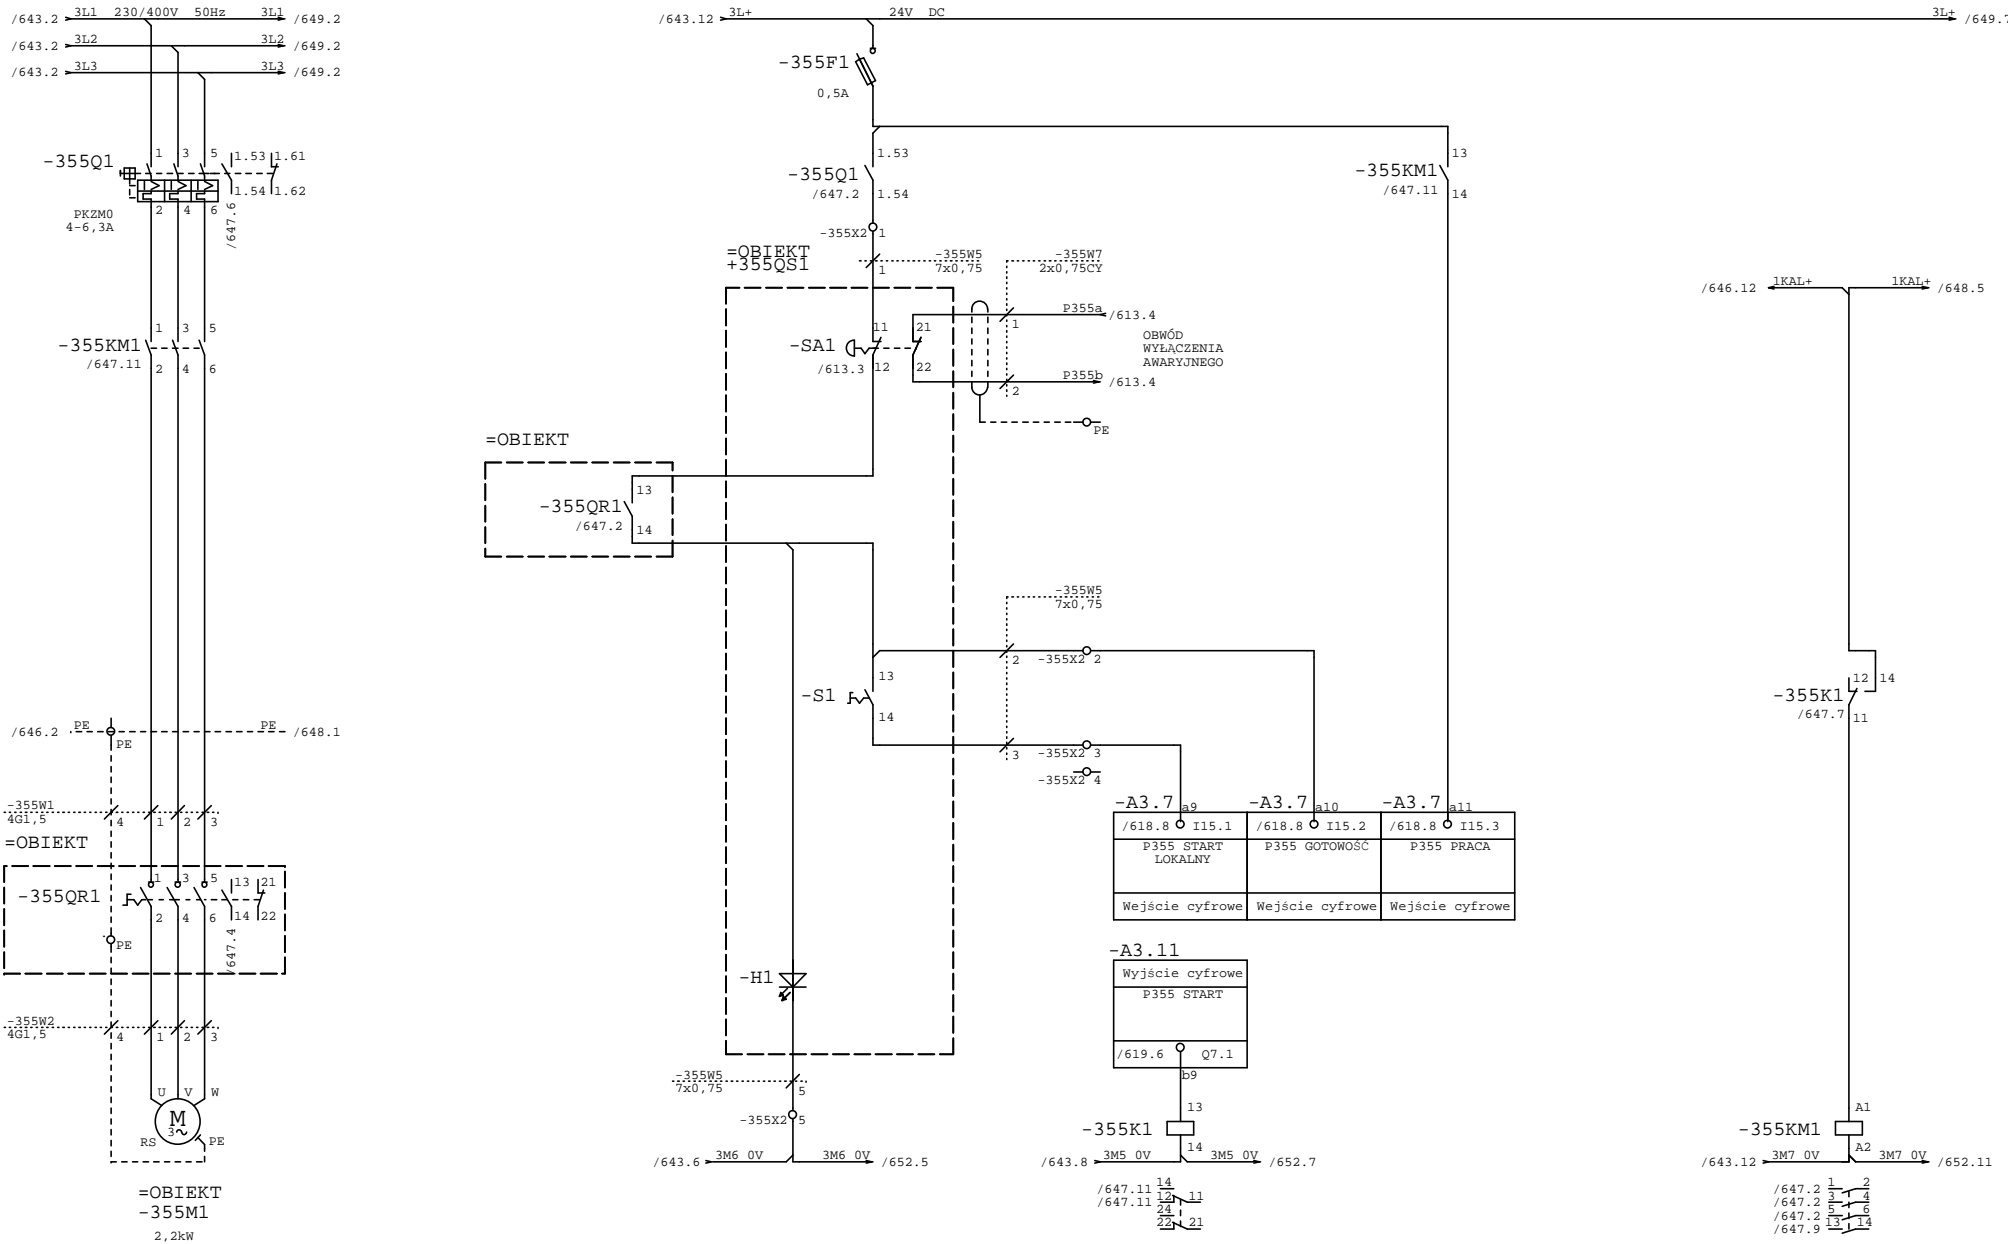 /643.2 3L1 230/400V 50Hz 3L1 /649.2
/643.2 3L2 3L2 /649.2
/643.2 3L3 3L3 /649.2
/643.12 3L+ 24V DC 3L+ /649.7
-355F1
0,5A
-355Q1
1 3 5 1.53 1.61
1.54 1.62
2 4 6
/647.6
PKZM0
4-6,3A
-355Q1
/647.2
1.53
1.54
-355KM1
/647.11
13
14
-355X2 1
=OBIEKT
+355QS1
1
-355W5
7x0,75
-355W7
2x0,75CY
/646.12 1KAL+ 1KAL+ /648.5
-355KM1
/647.11
1 3 5
2 4 6
-SA1
/613.3
11
12
21
22
1
P355a
/613.4
OBWÓD
WYŁĄCZENIA
AWARYJNEGO
2
P355b
/613.4
PE
=OBIEKT
-355QR1
/647.2
13
14
-355W5
7x0,75
2
-355X2 2
-S1
13
14
3
-355X2 3
-355X2 4
-355K1
/647.7
12 14
11
/646.2 PE PE /648.1
PE
-355W1
4G1,5
4 1 2 3
=OBIEKT
-355QR1
1 3 5 13 21
2 4 6 14 22
/647.4
PE
-355W2
4G1,5
4 1 2 3
U V W
M
3~
RS
PE
=OBIEKT
-355M1
2,2kW
-A3.7 a9 -A3.7 a10 -A3.7 a11
/618.8 I15.1 /618.8 I15.2 /618.8 I15.3
P355 START
LOKALNY
P355 GOTOWOŚĆ
P355 PRACA
Wejście cyfrowe Wejście cyfrowe Wejście cyfrowe
-A3.11
Wyjście cyfrowe
P355 START
/619.6 Q7.1
b9
-H1
-355W5
7x0,75
5
-355X2 5
/643.6 3M6 0V 3M6 0V /652.5
-355K1
13
14
/643.8 3M5 0V 3M5 0V /652.7
/647.11 14
/647.11 12 11
24
22 21
-355KM1
A1
A2
/643.12 3M7 0V 3M7 0V /652.11
/647.2 1 2
/647.2 3 4
/647.2 5 6
/647.9 13 14